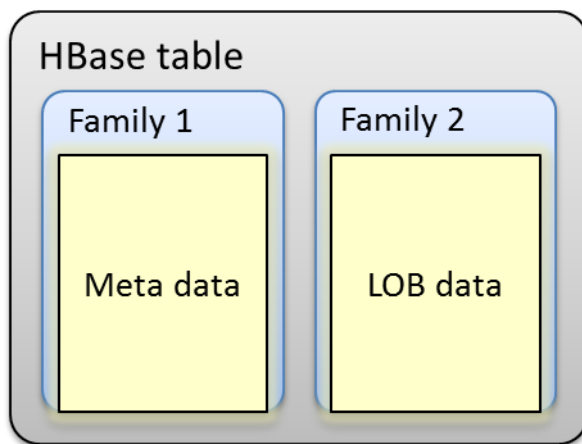 HBase table
Family 1
Family 2
Meta data
LOB data